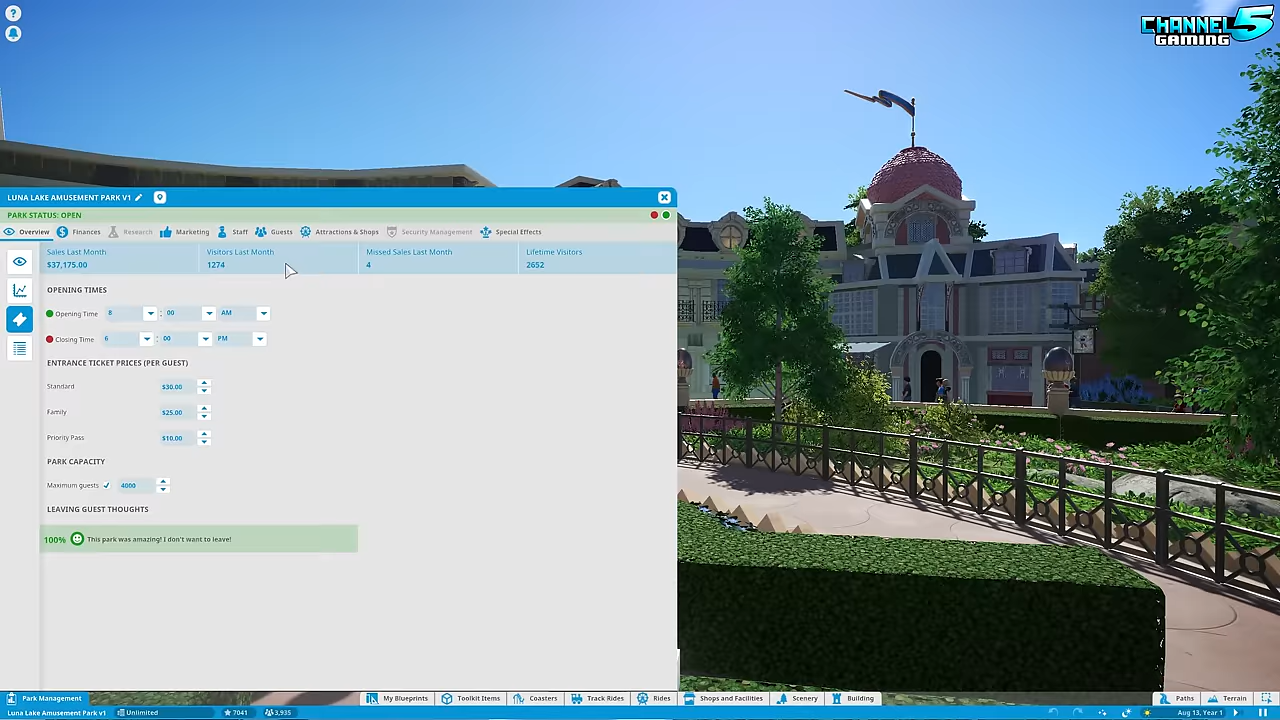 ?
CHANNEL 5
GAMING
LUNA LAKE AMUSEMENT PARK V1
PARK STATUS: OPEN
Overview Finances Research Marketing Staff Guests Attractions & Shops Security Management Special Effects
Sales Last Month Visitors Last Month Missed Sales Last Month Lifetime Visitors
$37,175.00 1274 4 2652
OPENING TIMES
Opening Time 8 : 00 AM
Closing Time 6 : 00 PM
ENTRANCE TICKET PRICES (PER GUEST)
Standard $30.00
Family $25.00
Priority Pass $10.00
PARK CAPACITY
Maximum guests 4000
LEAVING GUEST THOUGHTS
100% This park was amazing! I don't want to leave!
Park Management My Blueprints Toolkit Items Coasters Track Rides Rides Shops and Facilities Scenery Building Paths Terrain
Luna Lake Amusement Park v1 Unlimited 7041 3,935 Aug 13, Year 1